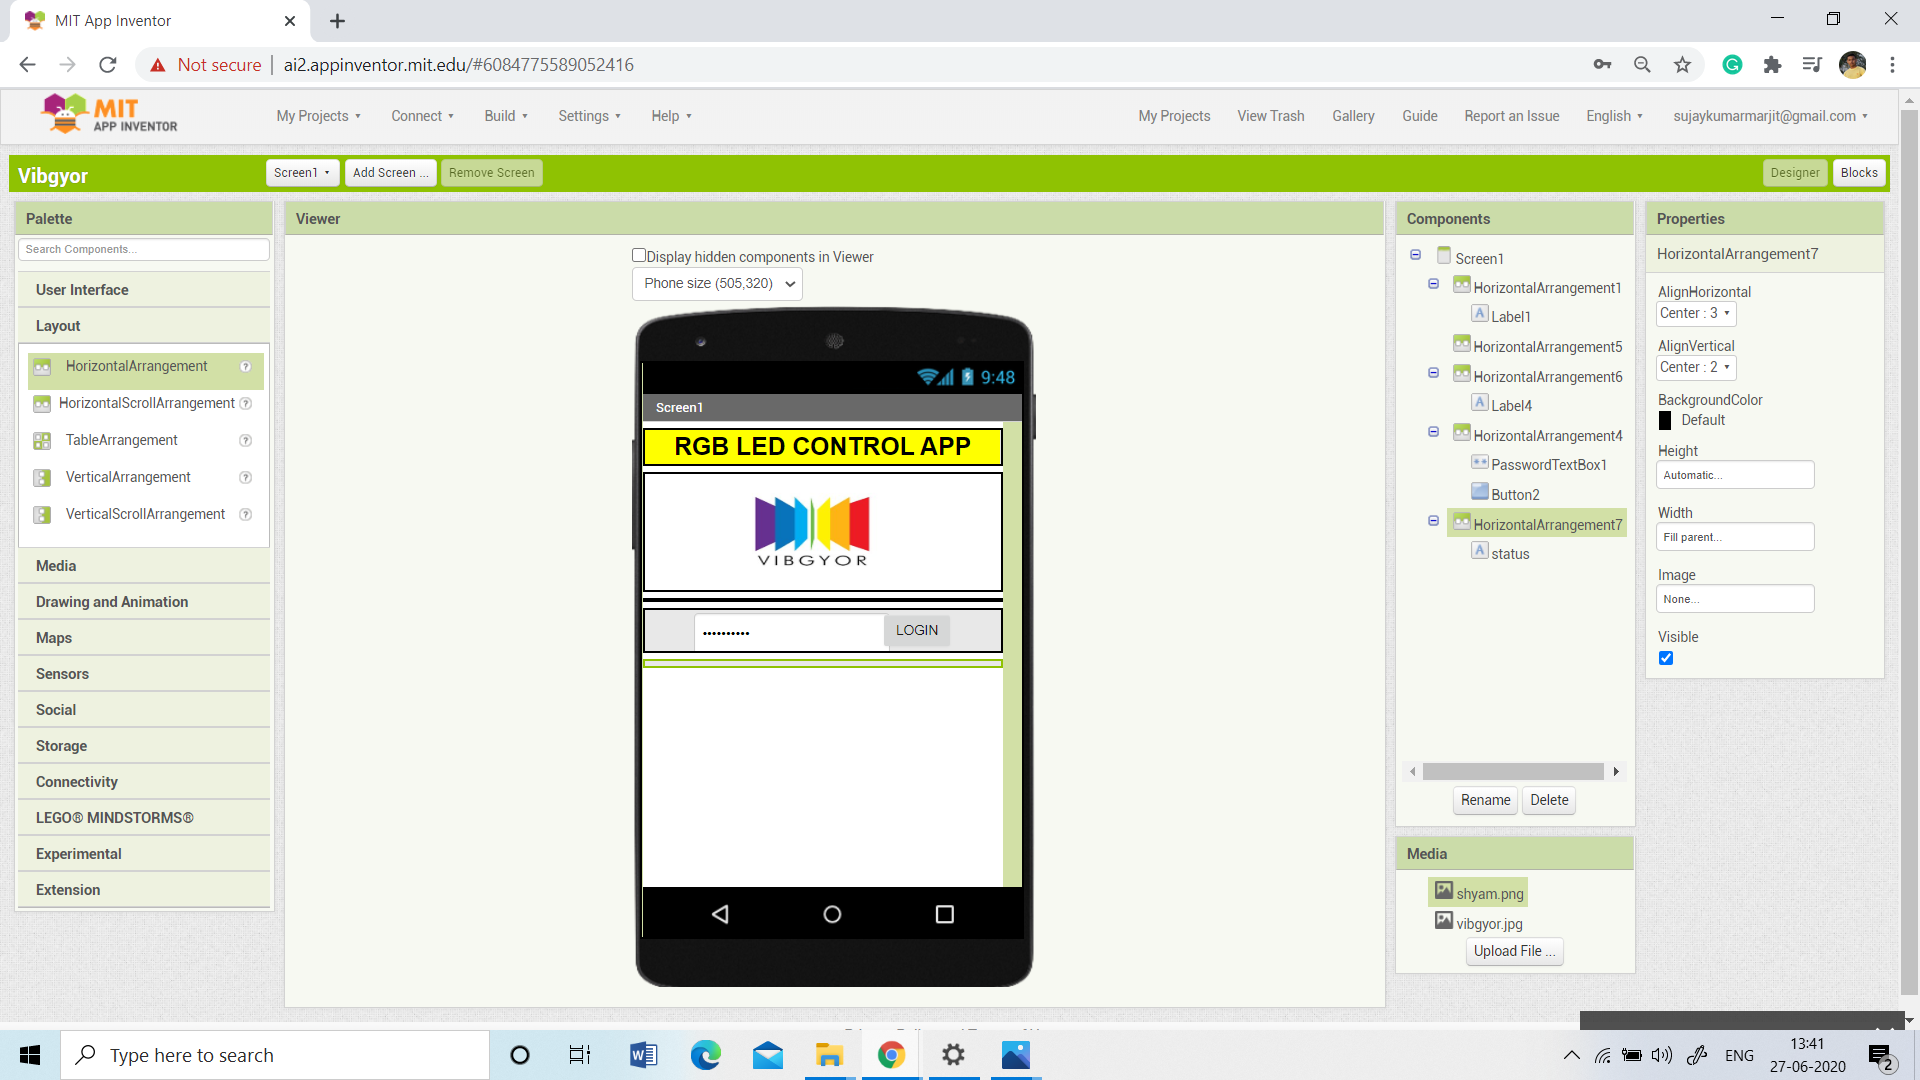 MIT App Inventor
Not secure
ai2.appinventor.mit.edu/#6084775589052416
MIT
APP INVENTOR
My Projects
Connect
Build
Settings
Help
My Projects
View Trash
Gallery
Guide
Report an Issue
English
sujaykumarmarjit@gmail.com
Vibgyor
Screen1
Add Screen ...
Remove Screen
Designer
Blocks
Palette
Search Components...
User Interface
Layout
HorizontalArrangement
HorizontalScrollArrangement
TableArrangement
VerticalArrangement
VerticalScrollArrangement
Media
Drawing and Animation
Maps
Sensors
Social
Storage
Connectivity
LEGO® MINDSTORMS®
Experimental
Extension
Viewer
Display hidden components in Viewer
Phone size (505,320)
9:48
Screen1
RGB LED CONTROL APP
VIBGYOR
••••••••••
LOGIN
Components
Screen1
HorizontalArrangement1
Label1
HorizontalArrangement5
HorizontalArrangement6
Label4
HorizontalArrangement4
PasswordTextBox1
Button2
HorizontalArrangement7
status
Rename
Delete
Media
shyam.png
vibgyor.jpg
Upload File ...
Properties
HorizontalArrangement7
AlignHorizontal
Center : 3
AlignVertical
Center : 2
BackgroundColor
Default
Height
Automatic...
Width
Fill parent...
Image
None...
Visible
Type here to search
ENG
13:41
27-06-2020
2